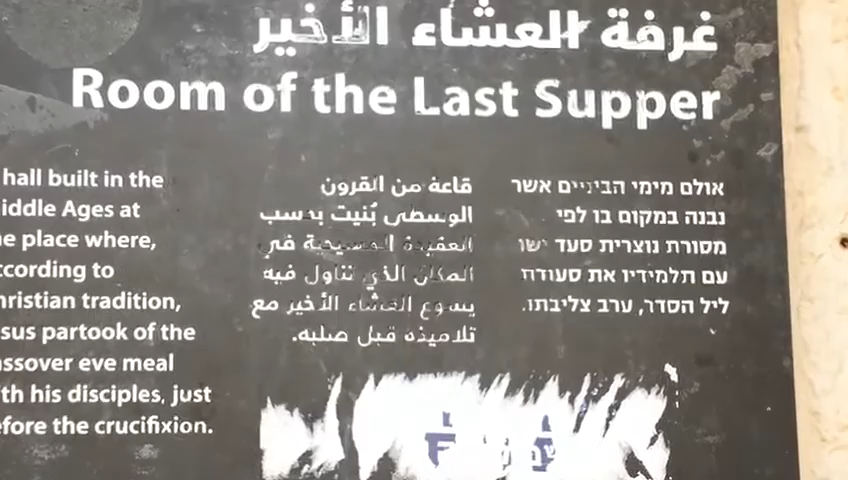 غرفة العشاء الأخير
Room of the Last Supper
hall built in the
iddle Ages at
e place where,
ccording to
hristian tradition,
sus partook of the
assover eve meal
th his disciples, just
efore the crucifixion.
قاعة من القرون
الوسطى بُنيت بحسب
العقيدة المسيحية في
المكان الذي تناول فيه
يسوع العشاء الأخير مع
تلاميذه قبل صلبه.
אולם מימי הביניים אשר
נבנה במקום בו לפי
מסורת נוצרית סעד ישו
עם תלמידיו את סעודת
ליל הסדר, ערב צליבתו.